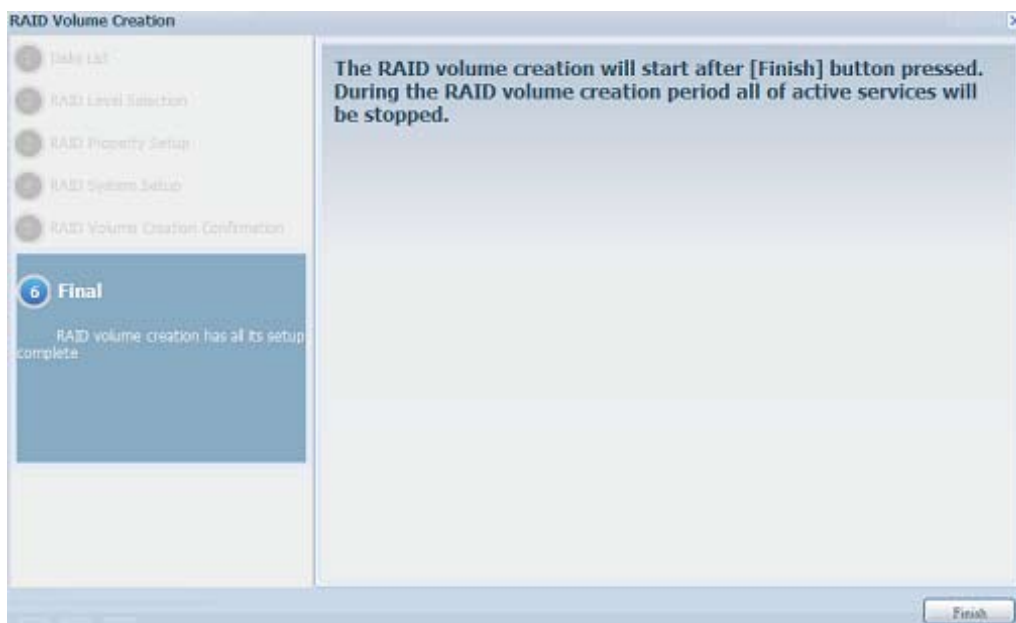 RAID Volume Creation
Disks List
RAID Level Selection
RAID Property Setup
RAID System Setup
RAID Volume Creation Confirmation
6 Final
RAID volume creation has all its setup
complete
The RAID volume creation will start after [Finish] button pressed.
During the RAID volume creation period all of active services will
be stopped.
Finish